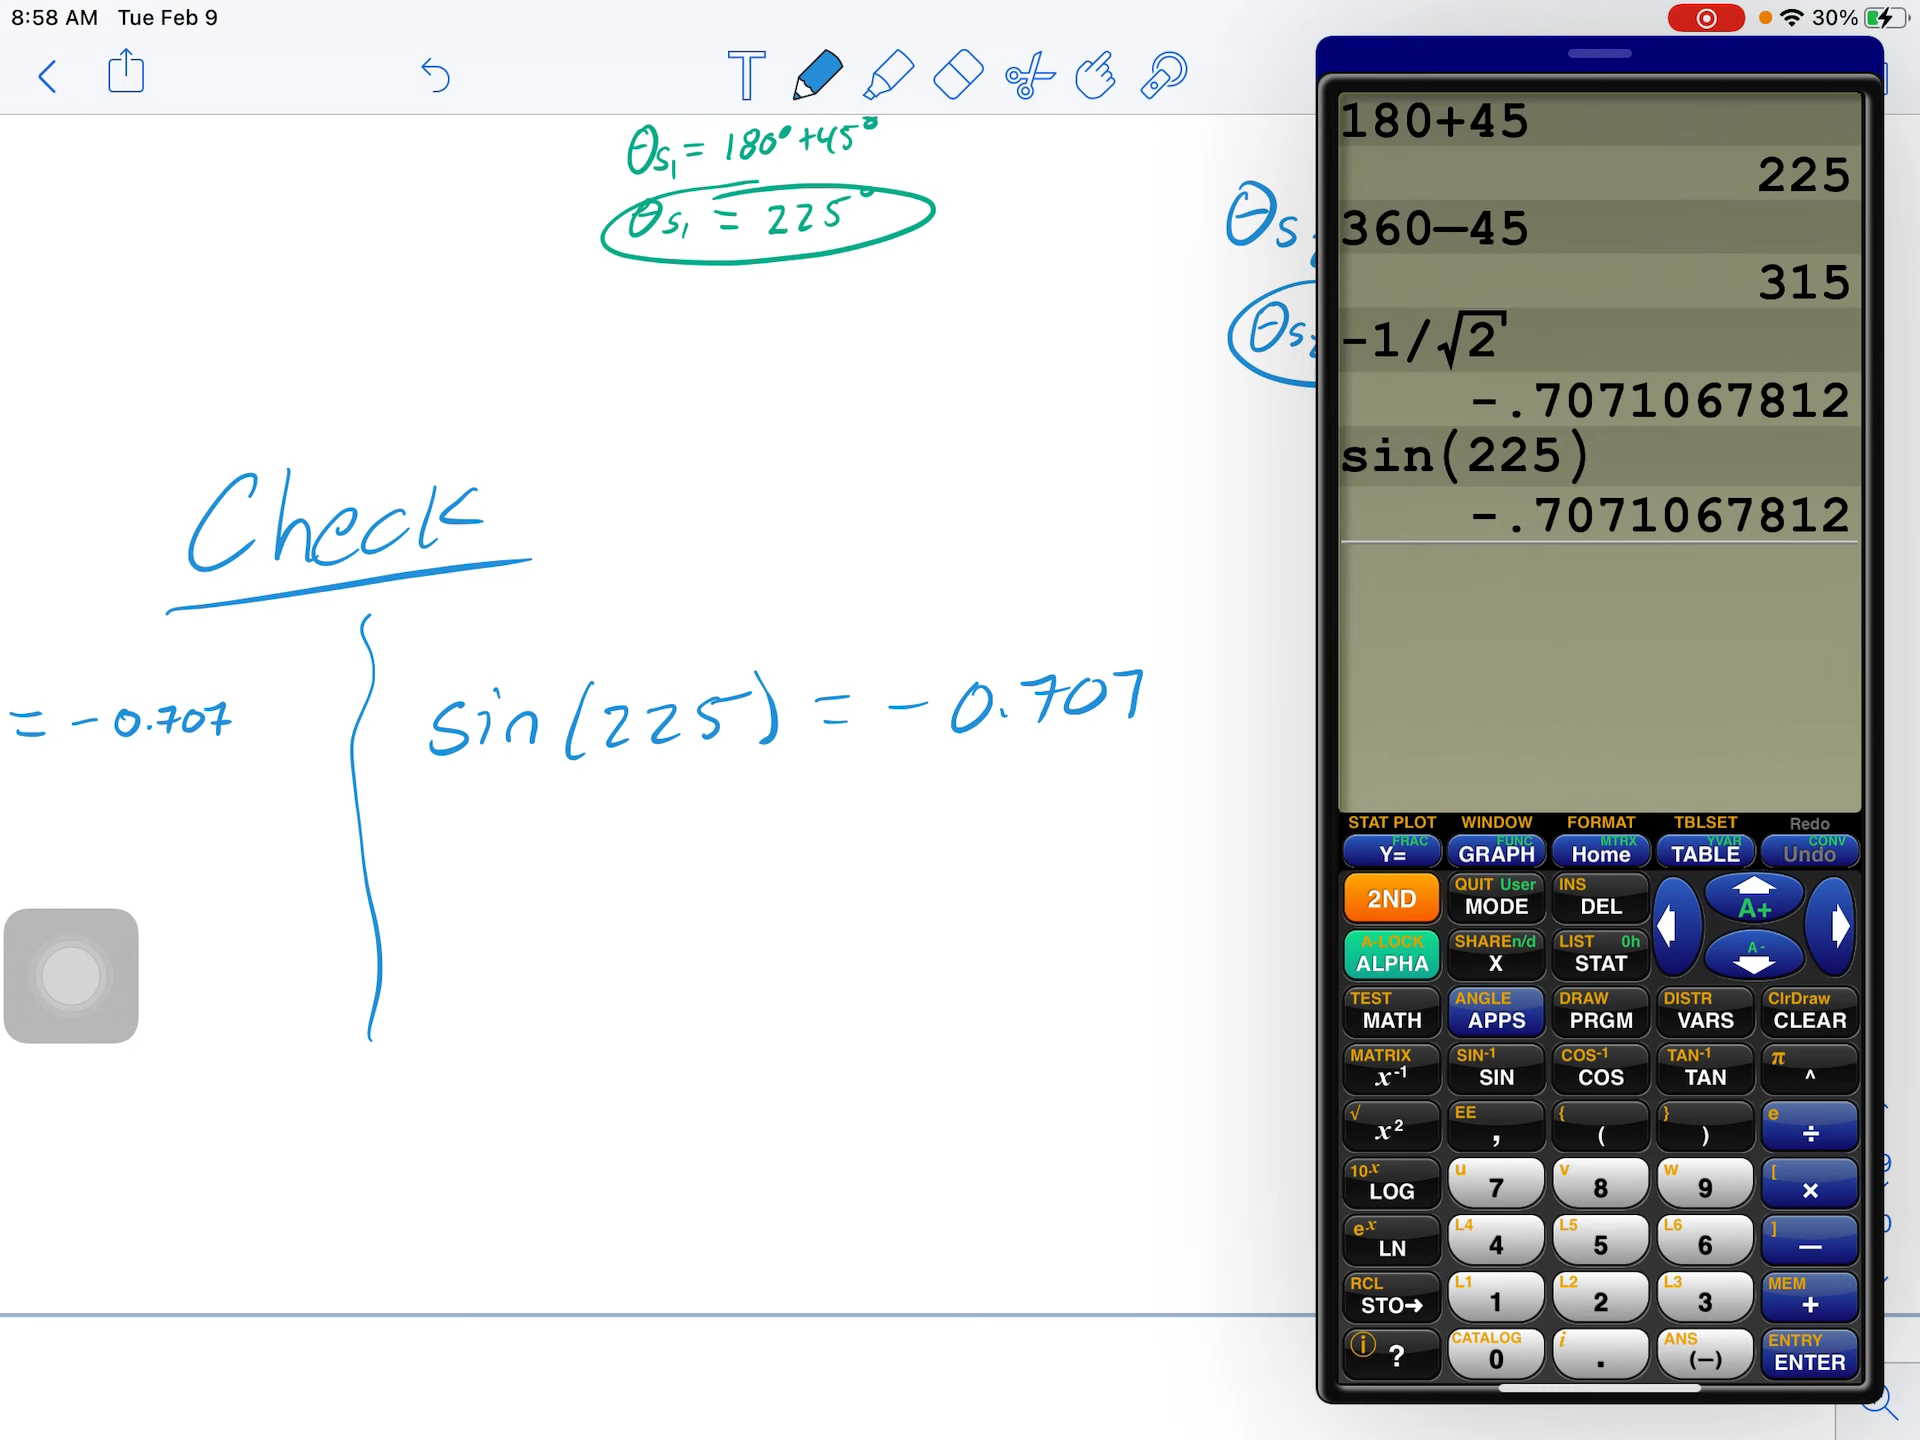 8:58 AM Tue Feb 9
30%
T
θs₁ = 180° +45°
θs₁ = 225°
θs
θs
Check
= -0.707
sin(225) = -0.707
180+45
225
360−45
315
-1/√2
-.7071067812
sin(225)
-.7071067812
STAT PLOT WINDOW FORMAT TBLSET Redo
FRAC FUNC MTRX YVAR CONV
Y= GRAPH Home TABLE Undo
QUIT User INS
2ND MODE DEL A+
A-LOCK SHARE n/d LIST 0h A-
ALPHA X STAT
TEST ANGLE DRAW DISTR ClrDraw
MATH APPS PRGM VARS CLEAR
MATRIX SIN⁻¹ COS⁻¹ TAN⁻¹ π
x⁻¹ SIN COS TAN ^
√ EE { } e
x² , ( ) ÷
10ˣ u v w [
LOG 7 8 9 ×
eˣ L4 L5 L6 ]
LN 4 5 6 −
RCL L1 L2 L3 MEM
STO➔ 1 2 3 +
i CATALOG i ANS ENTRY
? 0 . (−) ENTER